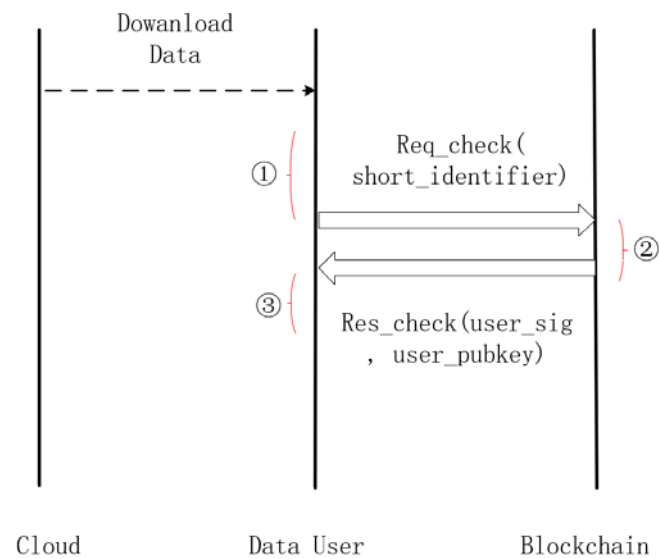 Dowanload
Data
Req_check(
short_identifier)
①
②
③
Res_check(user_sig
, user_pubkey)
Cloud
Data User
Blockchain